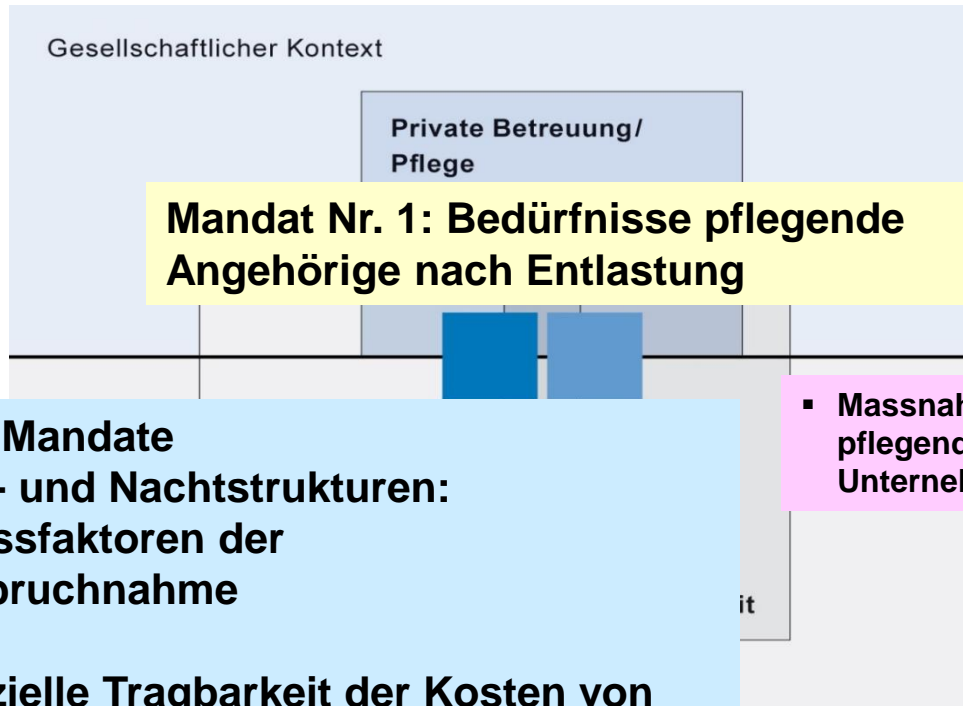 Gesellschaftlicher Kontext
Private Betreuung/
Pflege
Mandat Nr. 1: Bedürfnisse pflegende
Angehörige nach Entlastung
Mandate
- und Nachtstrukturen:
ssfaktoren der
pruchnahme
zielle Tragbarkeit der Kosten von
▪ Massnah
pflegend
Unterneh
it